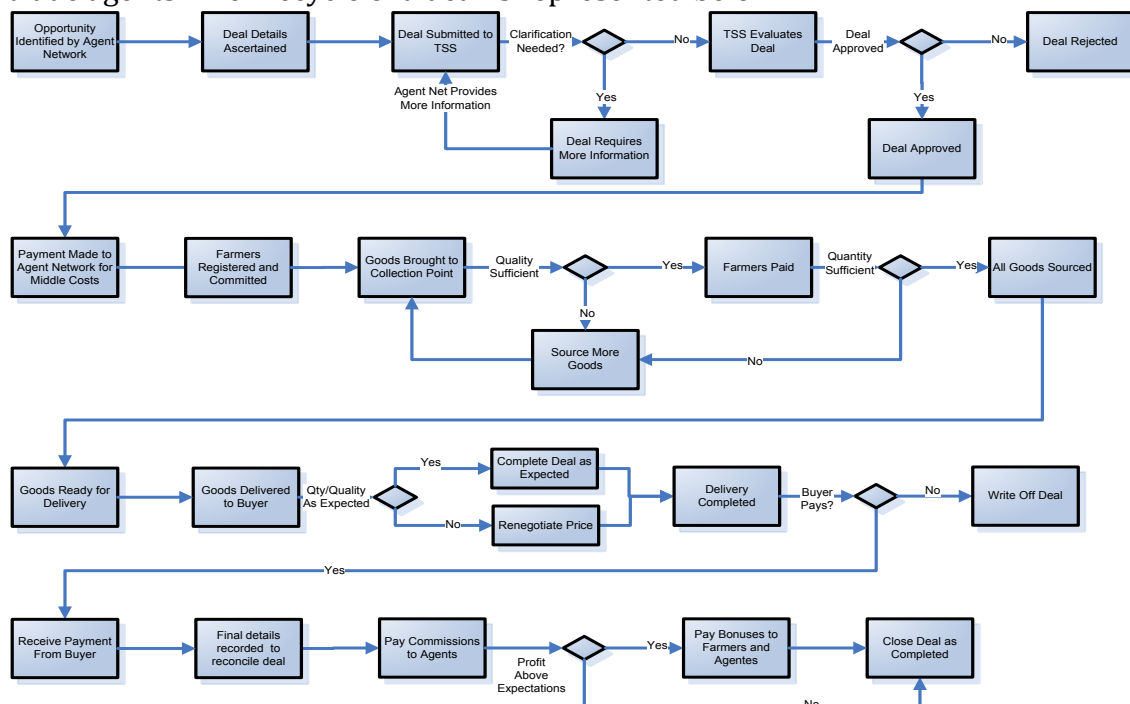 Opportunity
Identified by Agent
Network
Deal Details
Ascertained
Deal Submitted to
TSS
Clarification
Needed?
No
TSS Evaluates
Deal
Deal
Approved
No
Deal Rejected
Agent Net Provides
More Information
Yes
Yes
Deal Requires
More Information
Deal Approved
Payment Made to
Agent Network for
Middle Costs
Farmers
Registered and
Committed
Goods Brought to
Collection Point
Quality
Sufficient
Yes
Farmers Paid
Quantity
Sufficient
Yes
All Goods Sourced
No
Source More
Goods
No
Goods Ready for
Delivery
Goods Delivered
to Buyer
Qty/Quality
As Expected
Yes
Complete Deal as
Expected
No
Renegotiate Price
Delivery
Completed
Buyer
Pays?
No
Write Off Deal
Yes
Receive Payment
From Buyer
Final details
recorded to
reconcile deal
Pay Commissions
to Agents
Profit
Above
Expectations
Yes
Pay Bonuses to
Farmers and
Agentes
Close Deal as
Completed
No